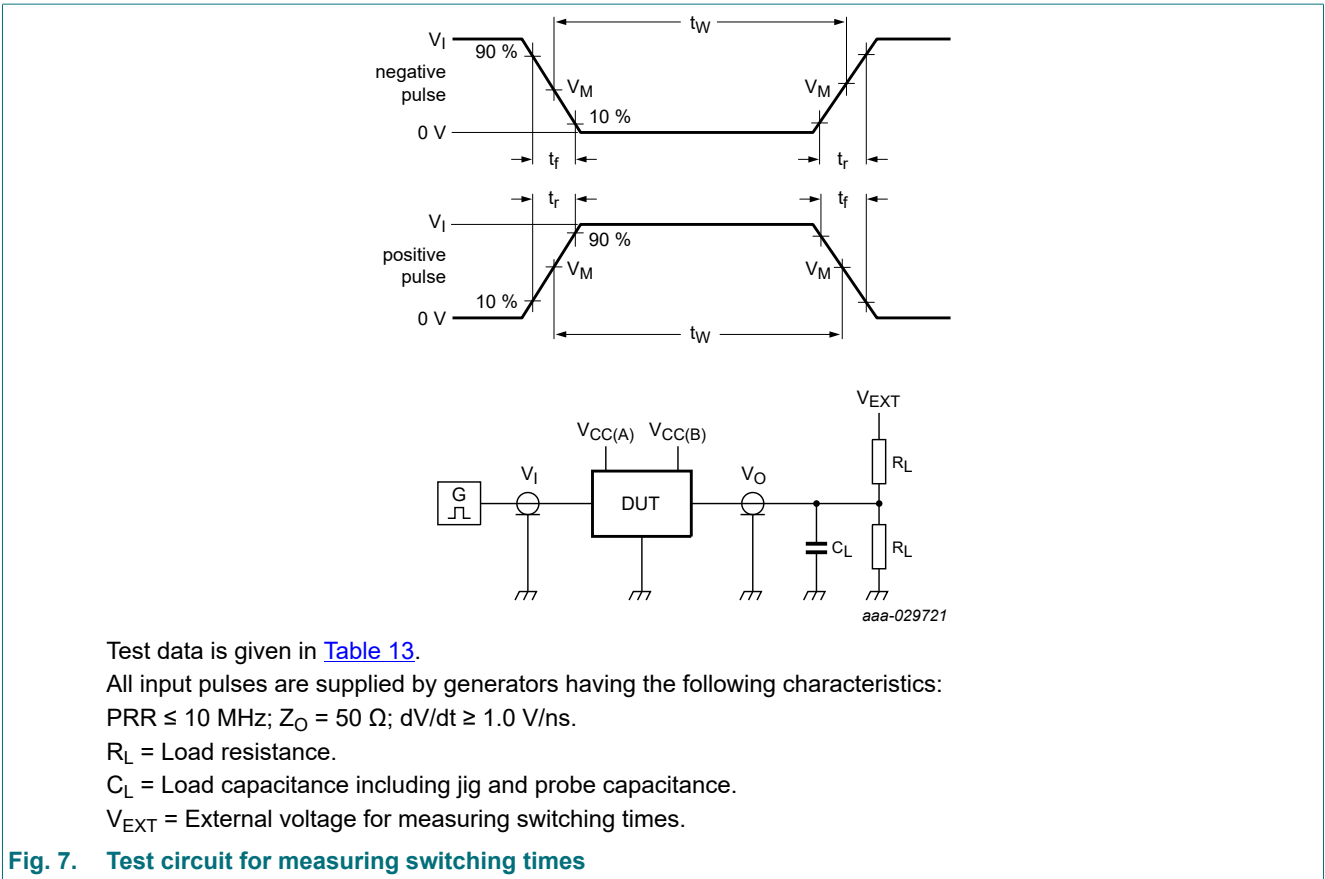 tW
VI
90 %
negative
pulse
VM
VM
10 %
0 V
tf
tr
tr
tf
VI
90 %
positive
pulse
VM
VM
10 %
0 V
tW
VEXT
VCC(A) VCC(B)
RL
VI
VO
G
DUT
CL
RL
aaa-029721
Test data is given in Table 13.
All input pulses are supplied by generators having the following characteristics:
PRR ≤ 10 MHz; ZO = 50 Ω; dV/dt ≥ 1.0 V/ns.
RL = Load resistance.
CL = Load capacitance including jig and probe capacitance.
VEXT = External voltage for measuring switching times.
Fig. 7. Test circuit for measuring switching times